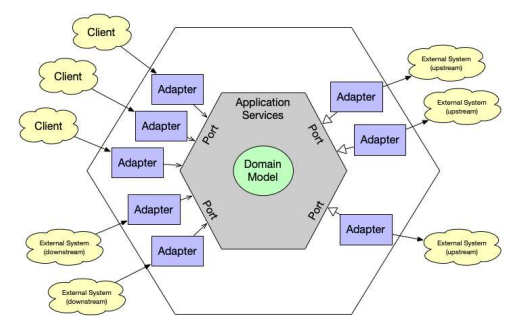 Client
Client
Client
Adapter
Adapter
Adapter
Adapter
Adapter
External System
(downstream)
External System
(downstream)
Port
Port
Application
Services
Domain
Model
Port
Port
Adapter
Adapter
Adapter
External System
(upstream)
External System
(upstream)
External System
(upstream)